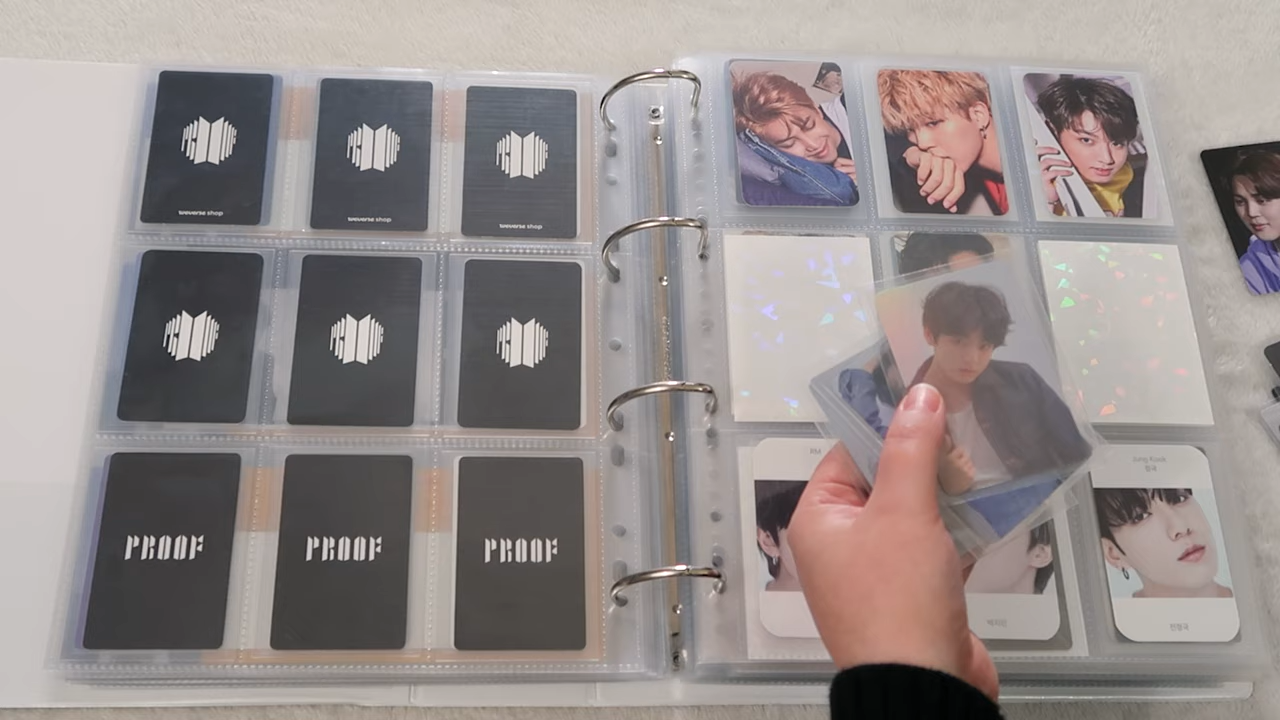 weverse shop
weverse shop
weverse shop
PROOF
PROOF
PROOF
RM
Jung Kook
정국
박지민
전정국